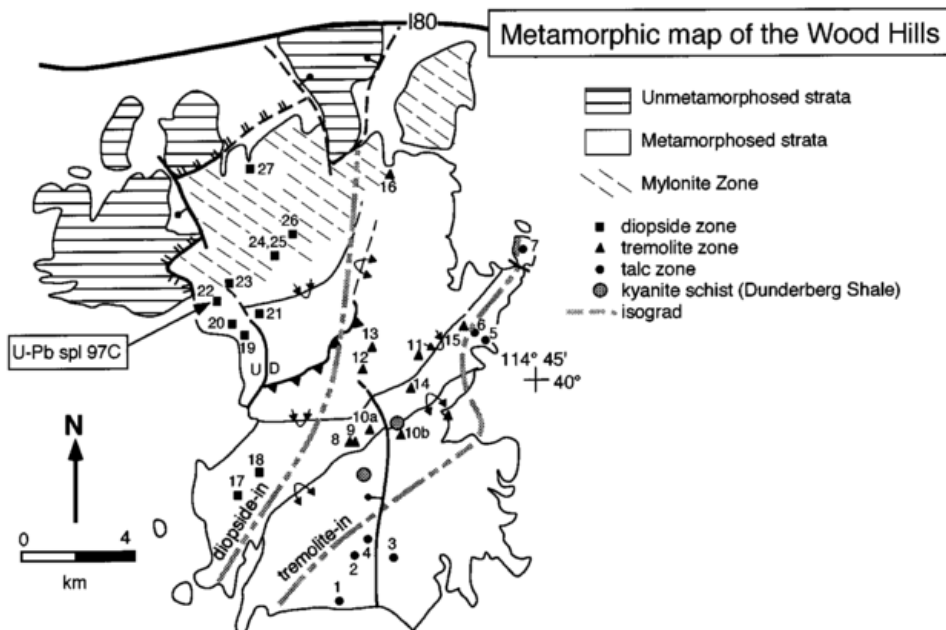 I80
Metamorphic map of the Wood Hills
Unmetamorphosed strata
Metamorphosed strata
Mylonite Zone
diopside zone
tremolite zone
talc zone
kyanite schist (Dunderberg Shale)
isograd
27
16
26
24,25
7
23
22
21
20
19
U-Pb spl 97C
U D
13
12
11
15
6
5
114° 45'
40°
14
10a
10b
8
9
18
17
diopside-in
tremolite-in
N
0 4
km
4
2
3
1